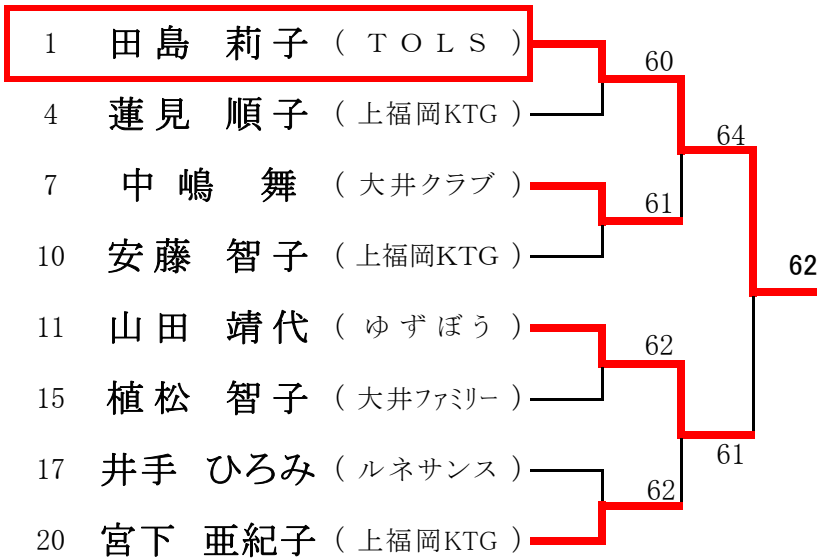 1 田島 莉子 ( TOLS ) 60
4 蓮見 順子 ( 上福岡KTG ) 64
7 中嶋 舞 ( 大井クラブ ) 61
10 安藤 智子 ( 上福岡KTG ) 62
11 山田 靖代 ( ゆずぼう ) 62
15 植松 智子 ( 大井ファミリー )
17 井手 ひろみ ( ルネサンス ) 62 61
20 宮下 亜紀子 ( 上福岡KTG )